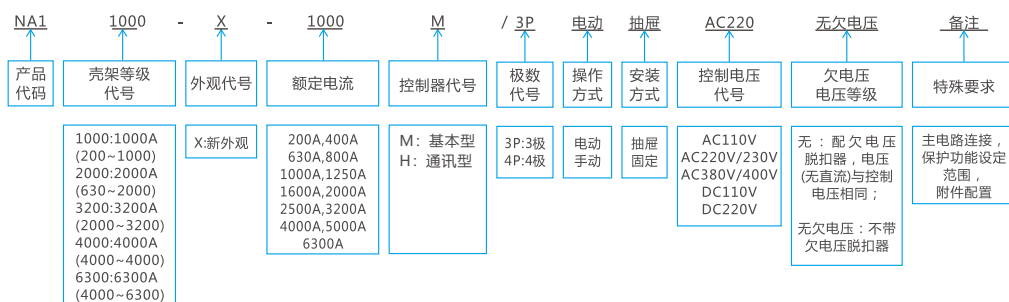 NA1 1000 - X - 1000 M / 3P 电动 抽屉 AC220 无欠电压 备注
产品
代码
壳架等级
代号
外观代号
额定电流
控制器代号
极数
代号
操作
方式
安装
方式
控制电压
代号
欠电压
电压等级
特殊要求
1000:1000A
(200~1000)
2000:2000A
(630~2000)
3200:3200A
(2000~3200)
4000:4000A
(4000~4000)
6300:6300A
(4000~6300)
X:新外观
200A,400A
630A,800A
1000A,1250A
1600A,2000A
2500A,3200A
4000A,5000A
6300A
M: 基本型
H: 通讯型
3P:3极
4P:4极
电动
手动
抽屉
固定
AC110V
AC220V/230V
AC380V/400V
DC110V
DC220V
无：配欠电压
脱扣器，电压
(无直流)与控制
电压相同；
无欠电压：不带
欠电压脱扣器
主电路连接，
保护功能设定
范围，
附件配置